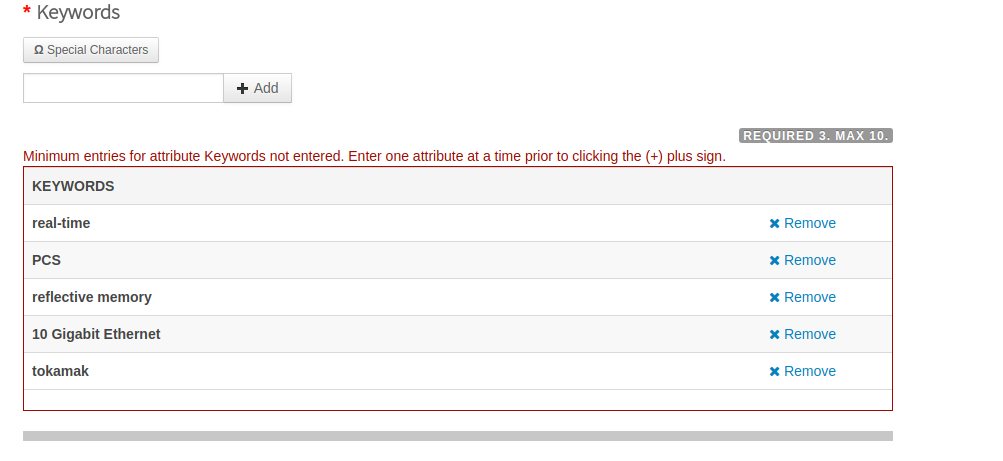 * Keywords
Ω Special Characters
+ Add
REQUIRED 3. MAX 10.
Minimum entries for attribute Keywords not entered. Enter one attribute at a time prior to clicking the (+) plus sign.
KEYWORDS
real-time ✖ Remove
PCS ✖ Remove
reflective memory ✖ Remove
10 Gigabit Ethernet ✖ Remove
tokamak ✖ Remove